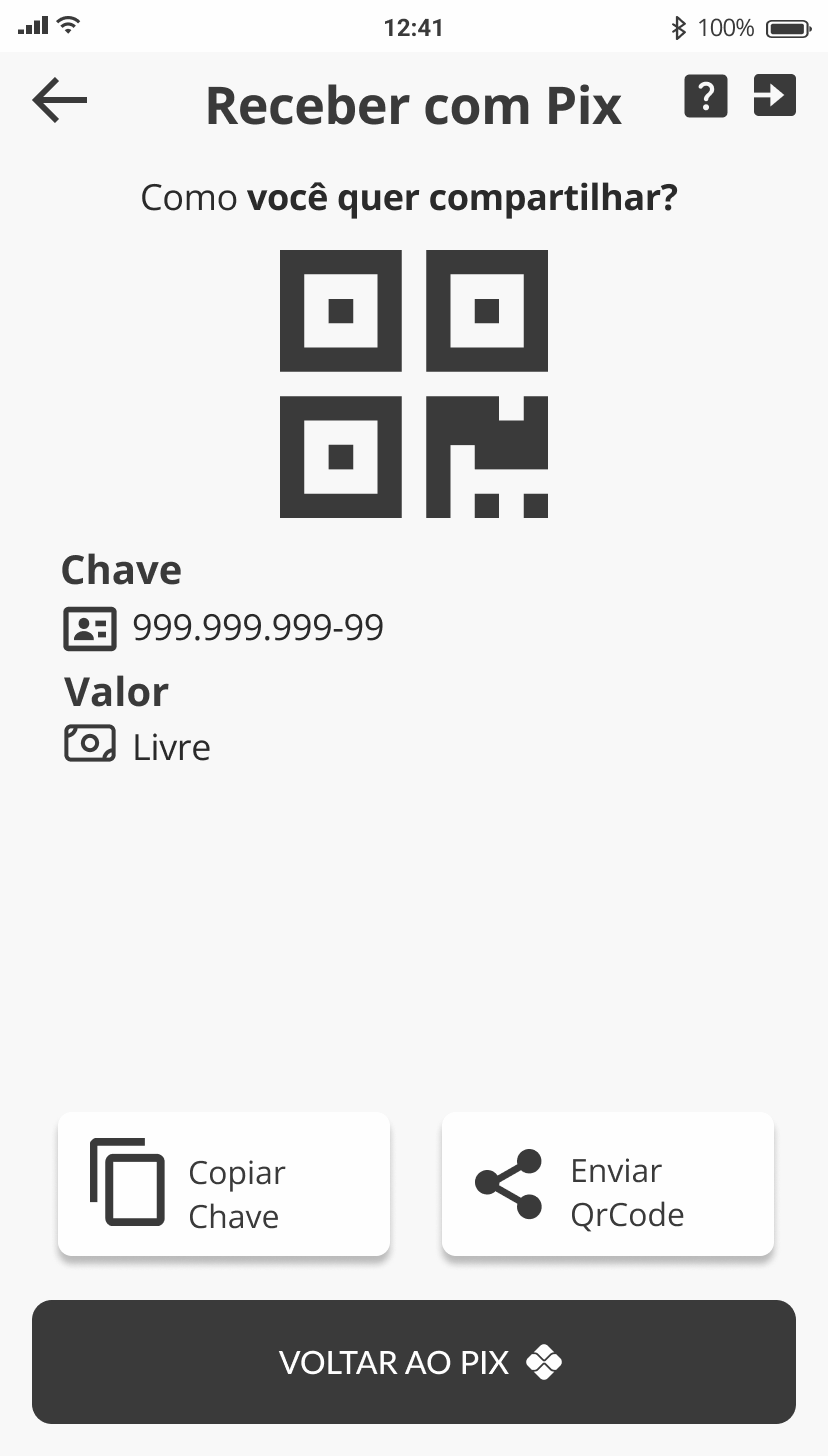 12:41
100%
Receber com Pix
?
Como você quer compartilhar?
Chave
999.999.999-99
Valor
Livre
Copiar
Chave
Enviar
QrCode
VOLTAR AO PIX